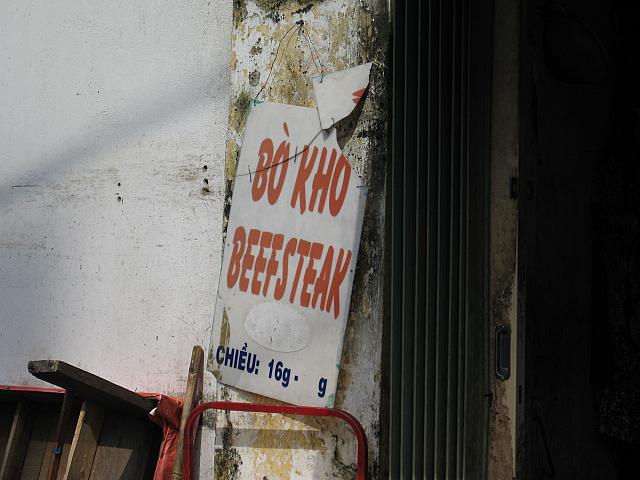 BÒ KHO
BEEFSTEAK
CHIỀU: 16g - g